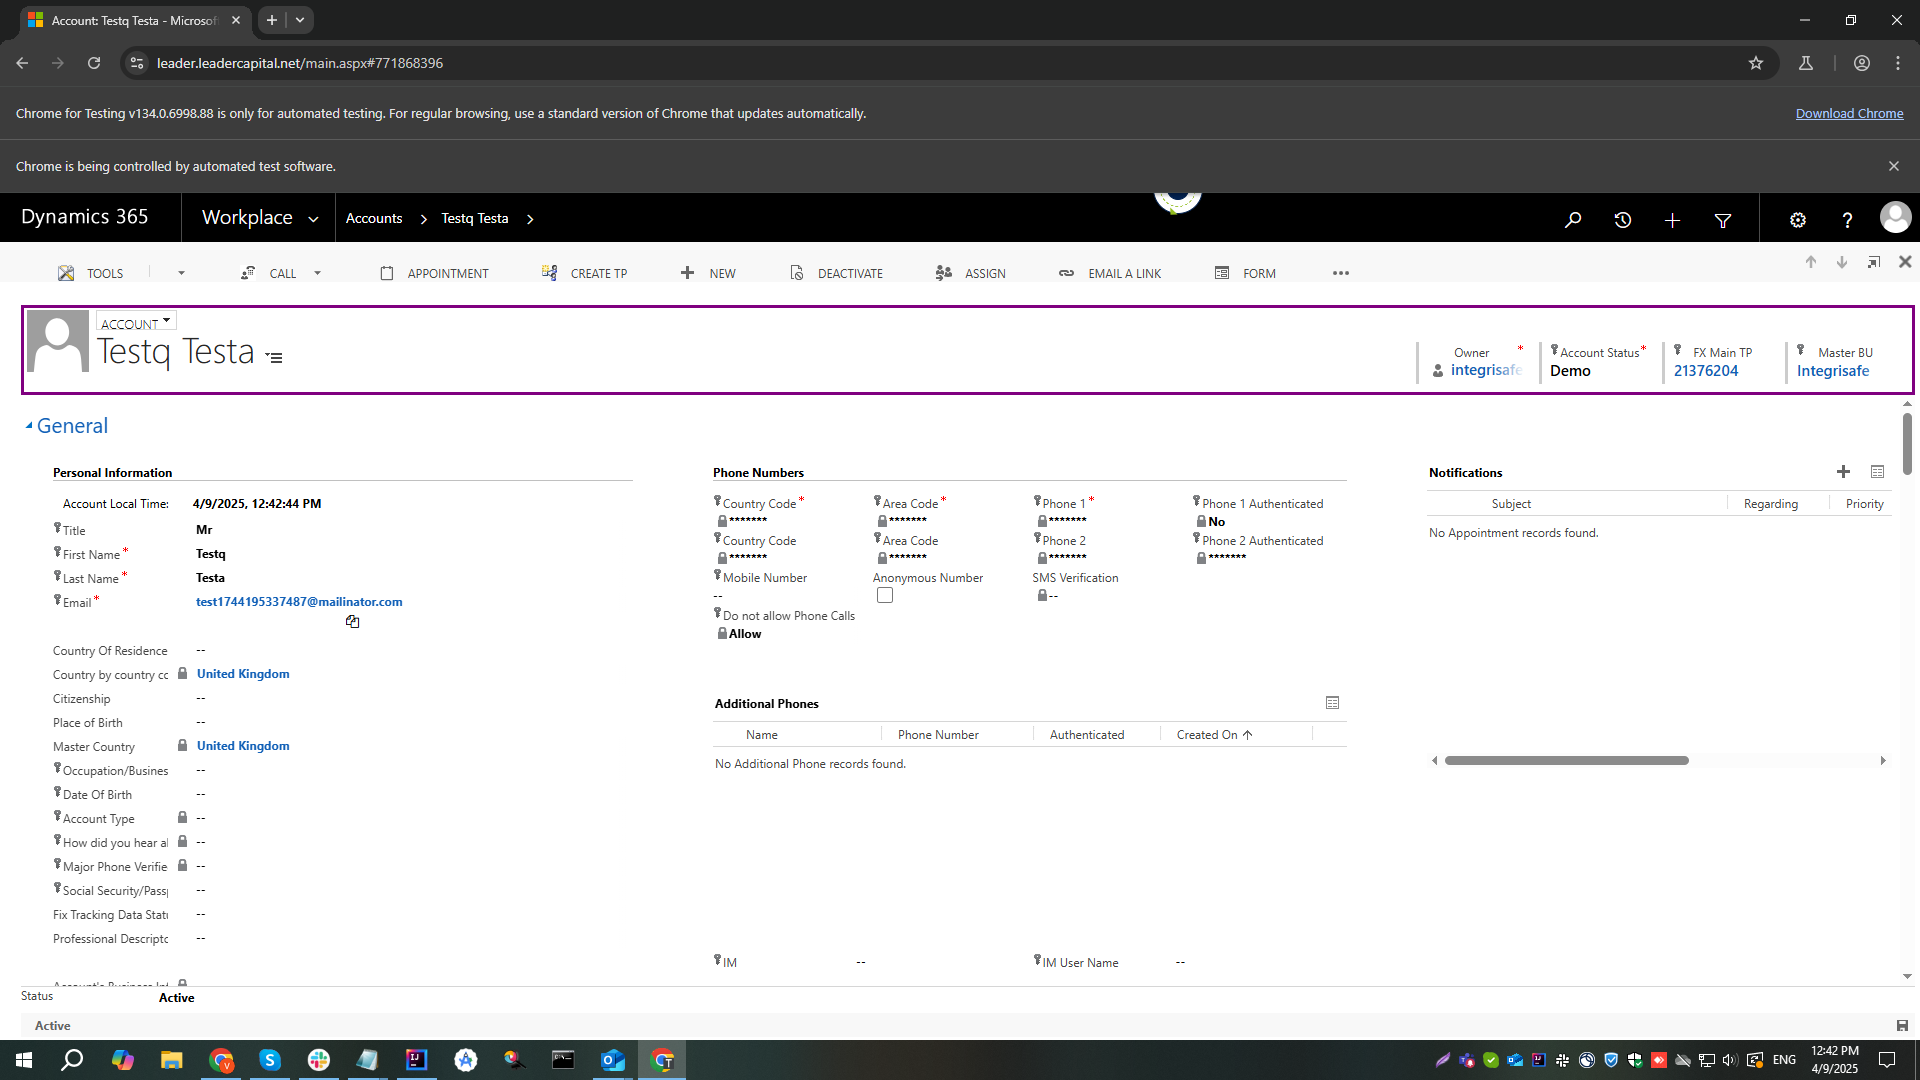 Account: Testq Testa - Microsof
leader.leadercapital.net/main.aspx#771868396
Chrome for Testing v134.0.6998.88 is only for automated testing. For regular browsing, use a standard version of Chrome that updates automatically.
Download Chrome
Chrome is being controlled by automated test software.
Dynamics 365
Workplace
Accounts
Testq Testa
TOOLS
CALL
APPOINTMENT
CREATE TP
NEW
DEACTIVATE
ASSIGN
EMAIL A LINK
FORM
ACCOUNT
Testq Testa
Owner *
integrisafe
Account Status *
Demo
FX Main TP
21376204
Master BU
Integrisafe
General
Personal Information
Account Local Time:
4/9/2025, 12:42:44 PM
Title
Mr
First Name *
Testq
Last Name *
Testa
Email *
test1744195337487@mailinator.com
Country Of Residence
--
Country by country cc
United Kingdom
Citizenship
--
Place of Birth
--
Master Country
United Kingdom
Occupation/Busines
--
Date Of Birth
--
Account Type
--
How did you hear a
--
Major Phone Verifie
--
Social Security/Pass
--
Fix Tracking Data Statu
--
Professional Descripto
--
Phone Numbers
Country Code * Area Code * Phone 1 * Phone 1 Authenticated
******* ******* ******* No
Country Code Area Code Phone 2 Phone 2 Authenticated
******* ******* ******* *******
Mobile Number Anonymous Number SMS Verification
-- --
Do not allow Phone Calls
Allow
Additional Phones
Name Phone Number Authenticated Created On
No Additional Phone records found.
IM -- IM User Name --
Notifications
Subject Regarding Priority
No Appointment records found.
Status Active
Active
ENG
12:42 PM
4/9/2025